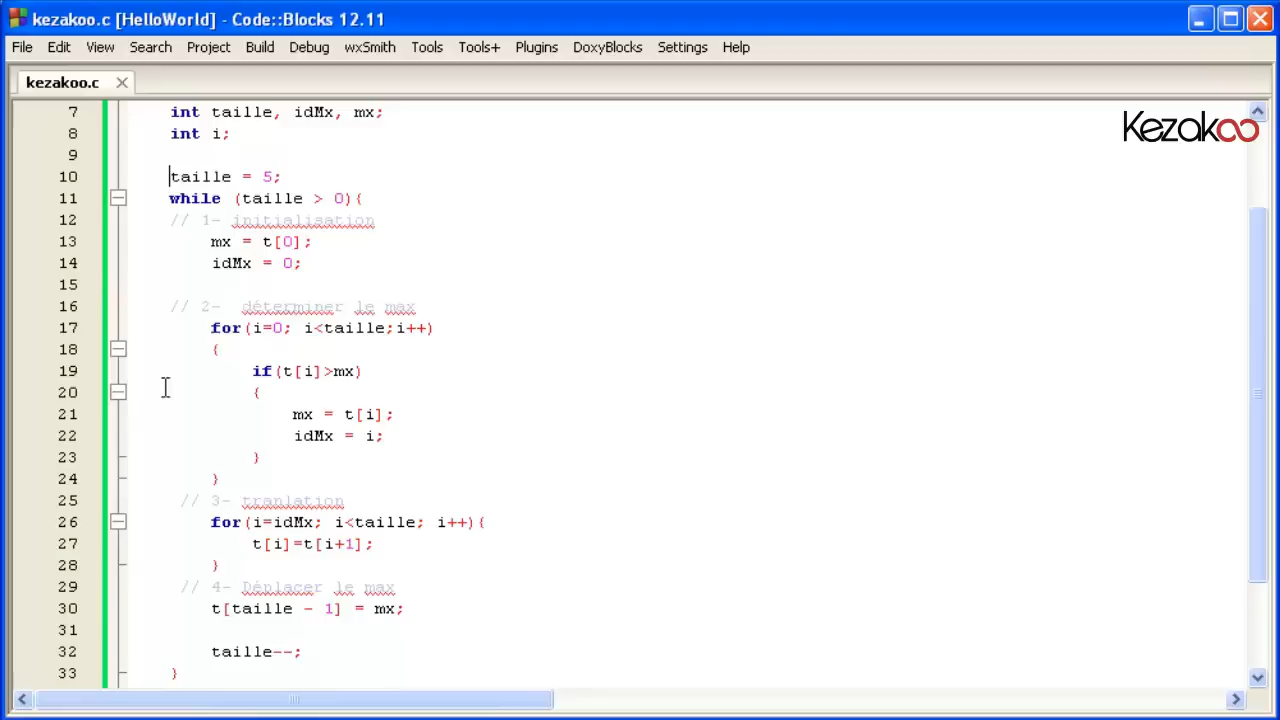 kezakoo.c [HelloWorld] - Code::Blocks 12.11
File Edit View Search Project Build Debug wxSmith Tools Tools+ Plugins DoxyBlocks Settings Help
kezakoo.c
Kezakoo
7 int taille, idMx, mx;
8 int i;
9
10 taille = 5;
11 while (taille > 0){
12 // 1- initialisation
13 mx = t[0];
14 idMx = 0;
15
16 // 2- déterminer le max
17 for(i=0; i<taille;i++)
18 {
19 if(t[i]>mx)
20 {
21 mx = t[i];
22 idMx = i;
23 }
24 }
25 // 3- tranlation
26 for(i=idMx; i<taille; i++){
27 t[i]=t[i+1];
28 }
29 // 4- Déplacer le max
30 t[taille - 1] = mx;
31
32 taille--;
33 }